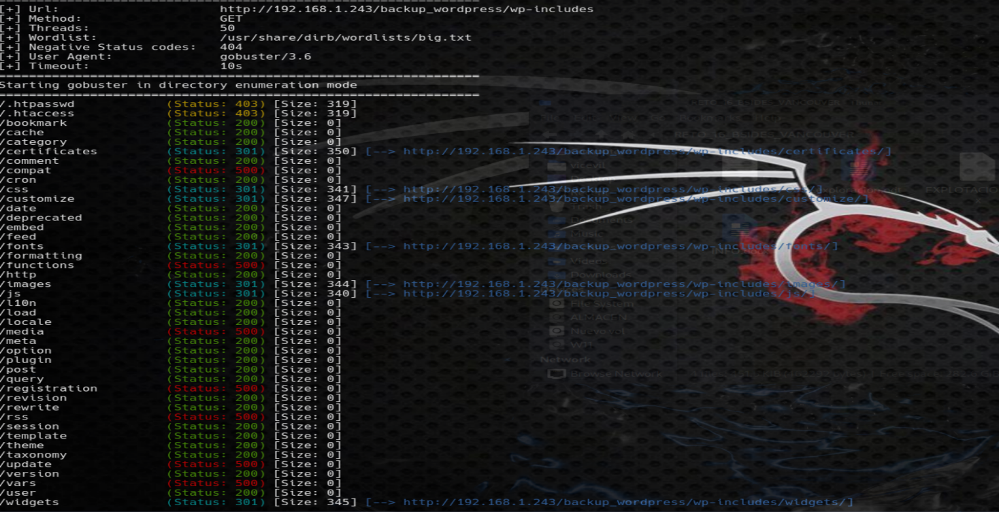 [+] Url: http://192.168.1.243/backup_wordpress/wp-includes
[+] Method: GET
[+] Threads: 50
[+] Wordlist: /usr/share/dirb/wordlists/big.txt
[+] Negative Status codes: 404
[+] User Agent: gobuster/3.6
[+] Timeout: 10s
===============================================================
Starting gobuster in directory enumeration mode
===============================================================
/.htpasswd (Status: 403) [Size: 319]
/.htaccess (Status: 403) [Size: 319]
/bookmark (Status: 200) [Size: 0]
/cache (Status: 200) [Size: 0]
/category (Status: 200) [Size: 0]
/certificates (Status: 301) [Size: 350] [--> http://192.168.1.243/backup_wordpress/wp-includes/certificates/]
/comment (Status: 200) [Size: 0]
/compat (Status: 500) [Size: 0]
/cron (Status: 200) [Size: 0]
/css (Status: 301) [Size: 341] [--> http://192.168.1.243/backup_wordpress/wp-includes/css/]
/customize (Status: 301) [Size: 347] [--> http://192.168.1.243/backup_wordpress/wp-includes/customize/]
/date (Status: 200) [Size: 0]
/deprecated (Status: 200) [Size: 0]
/embed (Status: 200) [Size: 0]
/feed (Status: 200) [Size: 0]
/fonts (Status: 301) [Size: 343] [--> http://192.168.1.243/backup_wordpress/wp-includes/fonts/]
/formatting (Status: 200) [Size: 0]
/functions (Status: 500) [Size: 0]
/http (Status: 200) [Size: 0]
/images (Status: 301) [Size: 344] [--> http://192.168.1.243/backup_wordpress/wp-includes/images/]
/js (Status: 301) [Size: 340] [--> http://192.168.1.243/backup_wordpress/wp-includes/js/]
/l10n (Status: 200) [Size: 0]
/load (Status: 200) [Size: 0]
/locale (Status: 200) [Size: 0]
/media (Status: 500) [Size: 0]
/meta (Status: 200) [Size: 0]
/option (Status: 200) [Size: 0]
/plugin (Status: 200) [Size: 0]
/post (Status: 200) [Size: 0]
/query (Status: 200) [Size: 0]
/registration (Status: 500) [Size: 0]
/revision (Status: 200) [Size: 0]
/rewrite (Status: 200) [Size: 0]
/rss (Status: 500) [Size: 0]
/session (Status: 200) [Size: 0]
/template (Status: 200) [Size: 0]
/theme (Status: 200) [Size: 0]
/taxonomy (Status: 200) [Size: 0]
/update (Status: 500) [Size: 0]
/version (Status: 200) [Size: 0]
/vars (Status: 500) [Size: 0]
/user (Status: 200) [Size: 0]
/widgets (Status: 301) [Size: 345] [--> http://192.168.1.243/backup_wordpress/wp-includes/widgets/]
vicevil
Documents
Music
Videos
Downloads
File System
ALMACEN
Nuevo vol
Network
Browse Network